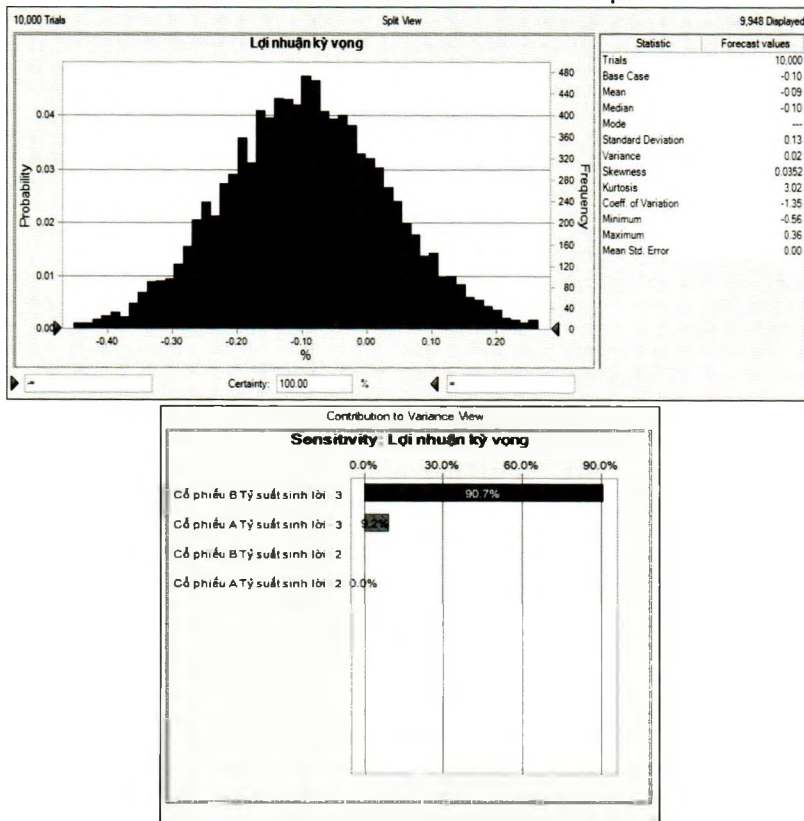 10,000 Trials Split View 9,948 Displayed
Lợi nhuận kỳ vọng
Statistic Forecast values
Trials 10,000
Base Case -0.10
Mean -0.09
Median -0.10
Mode ---
Standard Deviation 0.13
Variance 0.02
Skewness 0.0352
Kurtosis 3.02
Coeff. of Variation -1.35
Minimum -0.56
Maximum 0.36
Mean Std. Error 0.00
Probability
0.04
0.03
0.02
0.01
0.00
Frequency
480
440
400
360
320
280
240
200
160
120
80
40
0
-0.40 -0.30 -0.20 -0.10 0.00 0.10 0.20
%
Certainty: 100.00 %
Contribution to Variance View
Sensitivity: Lợi nhuận kỳ vọng
0.0% 30.0% 60.0% 90.0%
Cổ phiếu B Tỷ suất sinh lời 3 90.7%
Cổ phiếu A Tỷ suất sinh lời 3 9.2%
Cổ phiếu B Tỷ suất sinh lời 2
Cổ phiếu A Tỷ suất sinh lời 2 0.0%